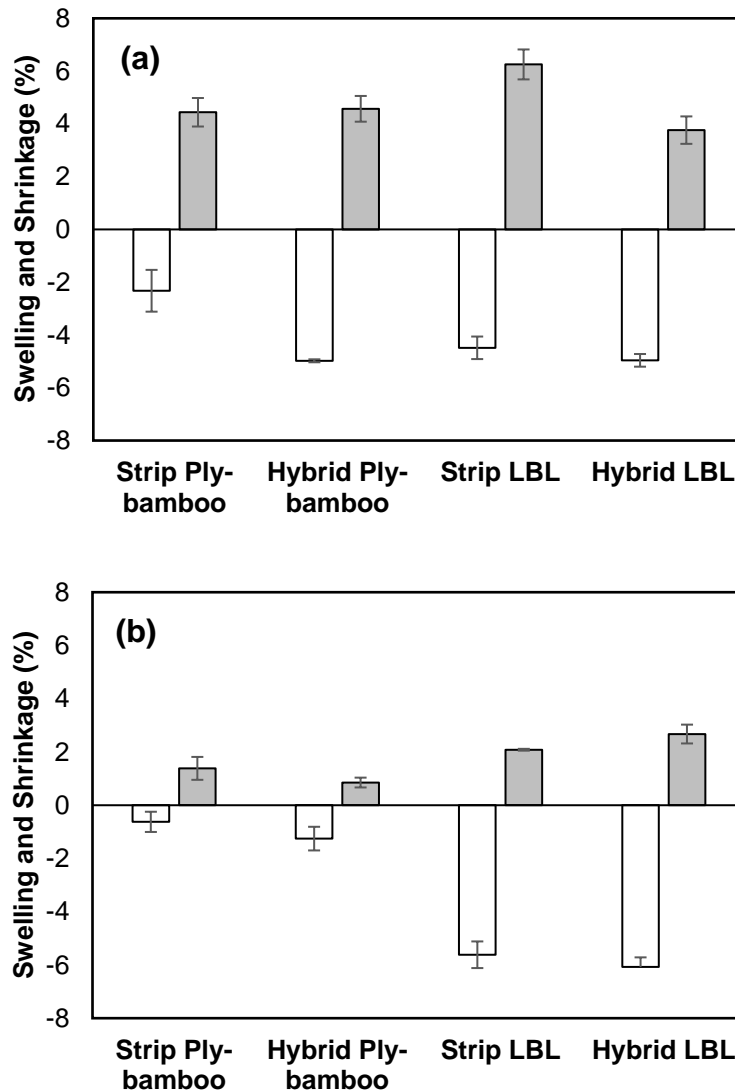 (a)
Swelling and Shrinkage (%)
8
6
4
2
0
-2
-4
-6
-8
Strip Ply-
bamboo
Hybrid Ply-
bamboo
Strip LBL
Hybrid LBL
(b)
Swelling and Shrinkage (%)
8
6
4
2
0
-2
-4
-6
-8
Strip Ply-
bamboo
Hybrid Ply-
bamboo
Strip LBL
Hybrid LBL